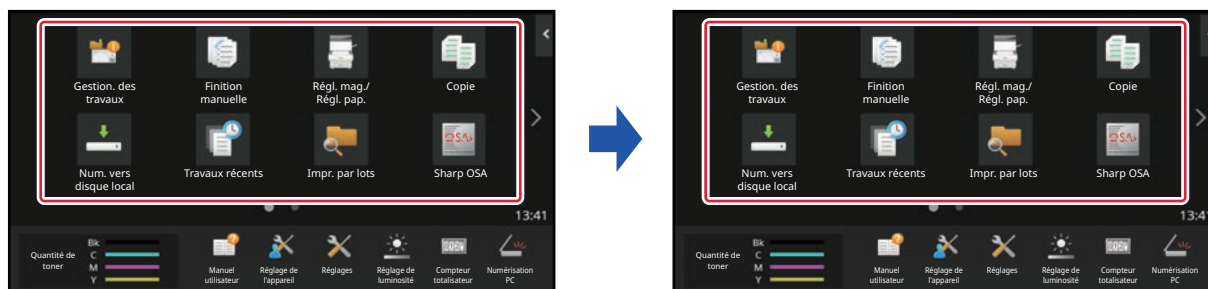 Gestion. des
travaux
Finition
manuelle
Régl. mag./
Régl. pap.
Copie
Num. vers
disque local
Travaux récents
Impr. par lots
Sharp OSA
13:41
Quantité de
toner
Bk
C
M
Y
Manuel
utilisateur
Réglage de
l'appareil
Réglages
Réglage de
luminosité
Compteur
totalisateur
Numérisation
PC
Gestion. des
travaux
Finition
manuelle
Régl. mag./
Régl. pap.
Copie
Num. vers
disque local
Travaux récents
Impr. par lots
Sharp OSA
13:41
Quantité de
toner
Bk
C
M
Y
Manuel
utilisateur
Réglage de
l'appareil
Réglages
Réglage de
luminosité
Compteur
totalisateur
Numérisation
PC